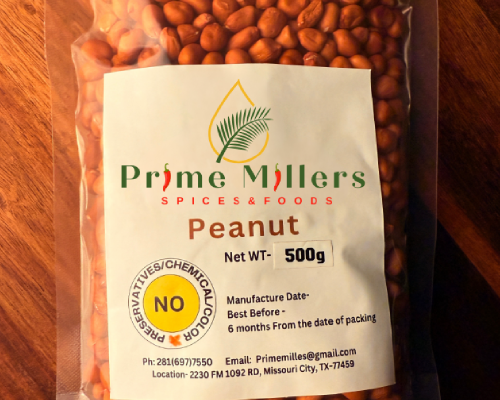 Prime Millers
SPICES & FOODS
Peanut
Net WT- 500g
PRESERVATIVES/CHEMICAL/COLOR
NO
Manufacture Date-
Best Before -
6 months From the date of packing
Ph: 281(697)7550 Email: Primemilles@gmail.com
Location- 2230 FM 1092 RD, Missouri City, TX-77459